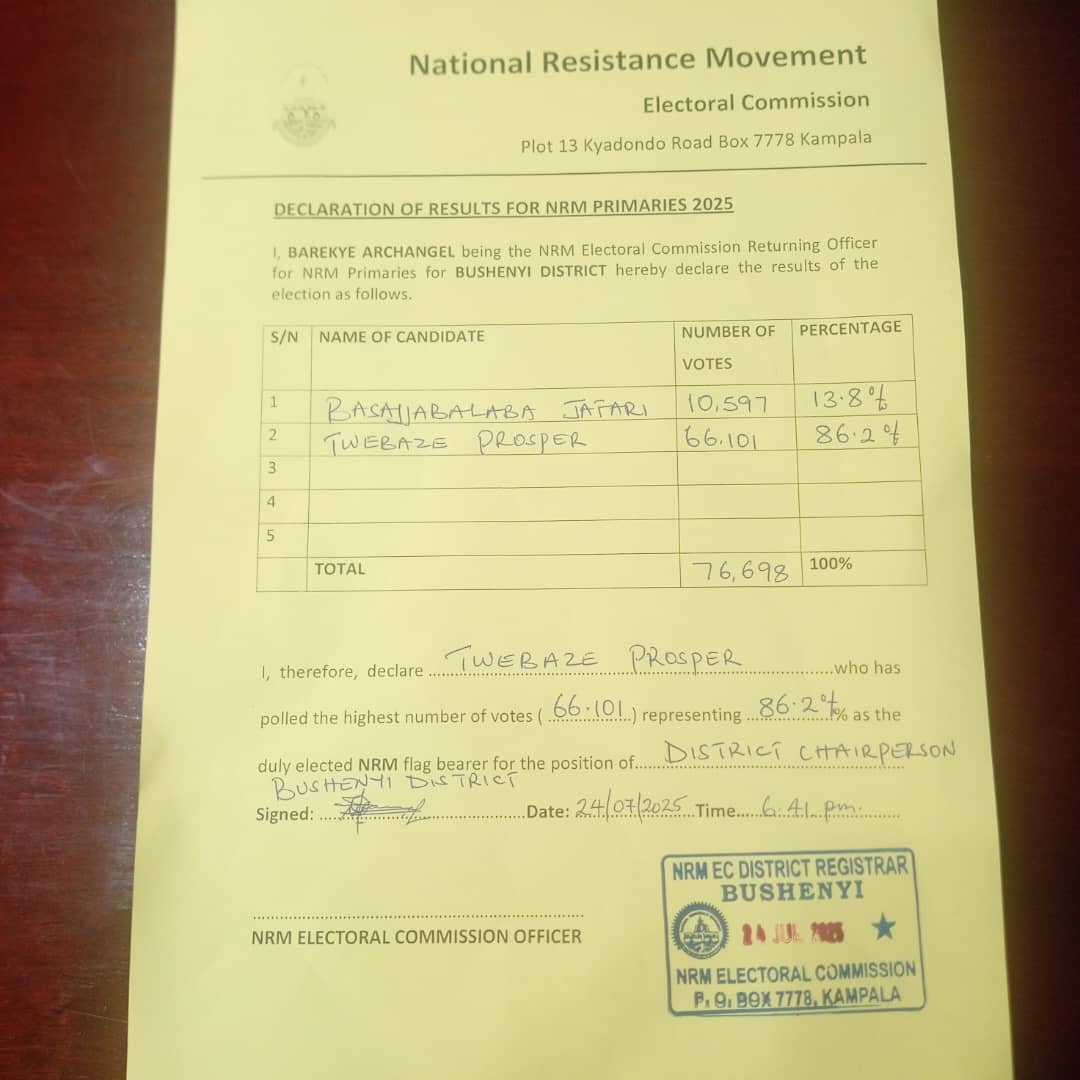 National Resistance Movement
Electoral Commission
Plot 13 Kyadondo Road Box 7778 Kampala
DECLARATION OF RESULTS FOR NRM PRIMARIES 2025
I, BAREKYE ARCHANGEL being the NRM Electoral Commission Returning Officer
for NRM Primaries for BUSHENYI DISTRICT hereby declare the results of the
election as follows.
S/N NAME OF CANDIDATE NUMBER OF VOTES PERCENTAGE
1 BASAJJABALABA JAFARI 10,597 13.8%
2 TWEBAZE PROSPER 66.101 86.2%
3
4
5
TOTAL 76,698 100%
I, therefore, declare TWEBAZE PROSPER who has
polled the highest number of votes (66.101) representing 86.2%% as the
duly elected NRM flag bearer for the position of DISTRICT CHAIRPERSON
BUSHENYI DISTRICT
Signed: Date: 24/07/2025 Time 6:41 pm.
NRM ELECTORAL COMMISSION OFFICER
NRM EC DISTRICT REGISTRAR
BUSHENYI
24 JUL 2025
NRM ELECTORAL COMMISSION
P. O. BOX 7778, KAMPALA